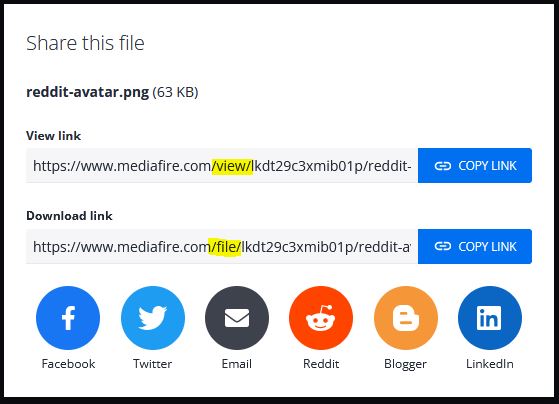 Share this file
reddit-avatar.png (63 KB)
View link
https://www.mediafire.com/view/lkdt29c3xmib01p/reddit- COPY LINK
Download link
https://www.mediafire.com/file/lkdt29c3xmib01p/reddit-a COPY LINK
Facebook Twitter Email Reddit Blogger LinkedIn